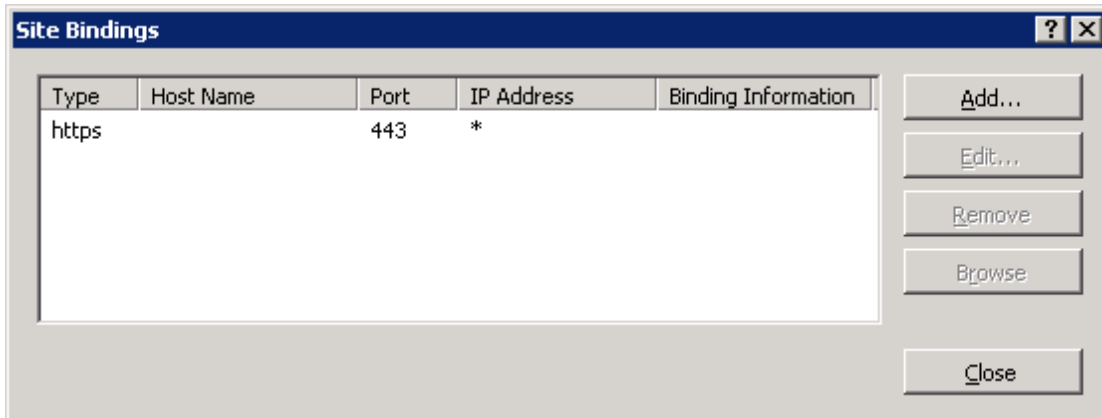 Site Bindings
? X
Type Host Name Port IP Address Binding Information
https 443 *
Add...
Edit...
Remove
Browse
Close